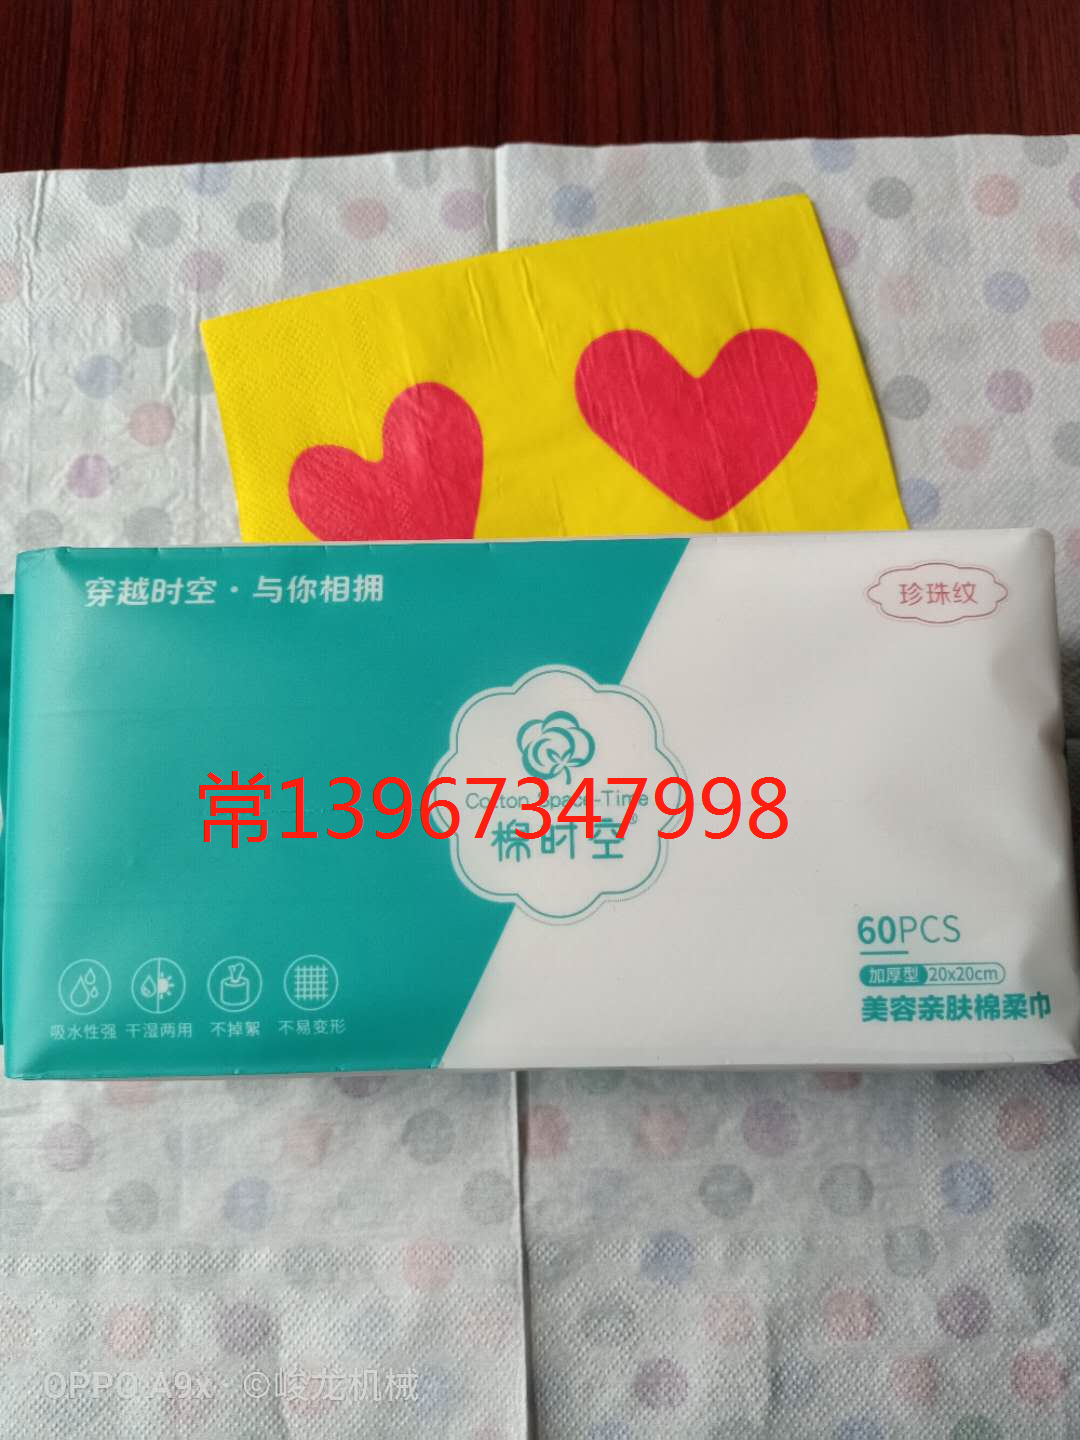 穿越时空·与你相拥
珍珠纹
Cotton Space-Time
常13967347998
棉时空®
60PCS
加厚型 20x20cm
美容亲肤棉柔巾
吸水性强 干湿两用 不掉絮 不易变形
OPPO A9x · ©峻龙机械